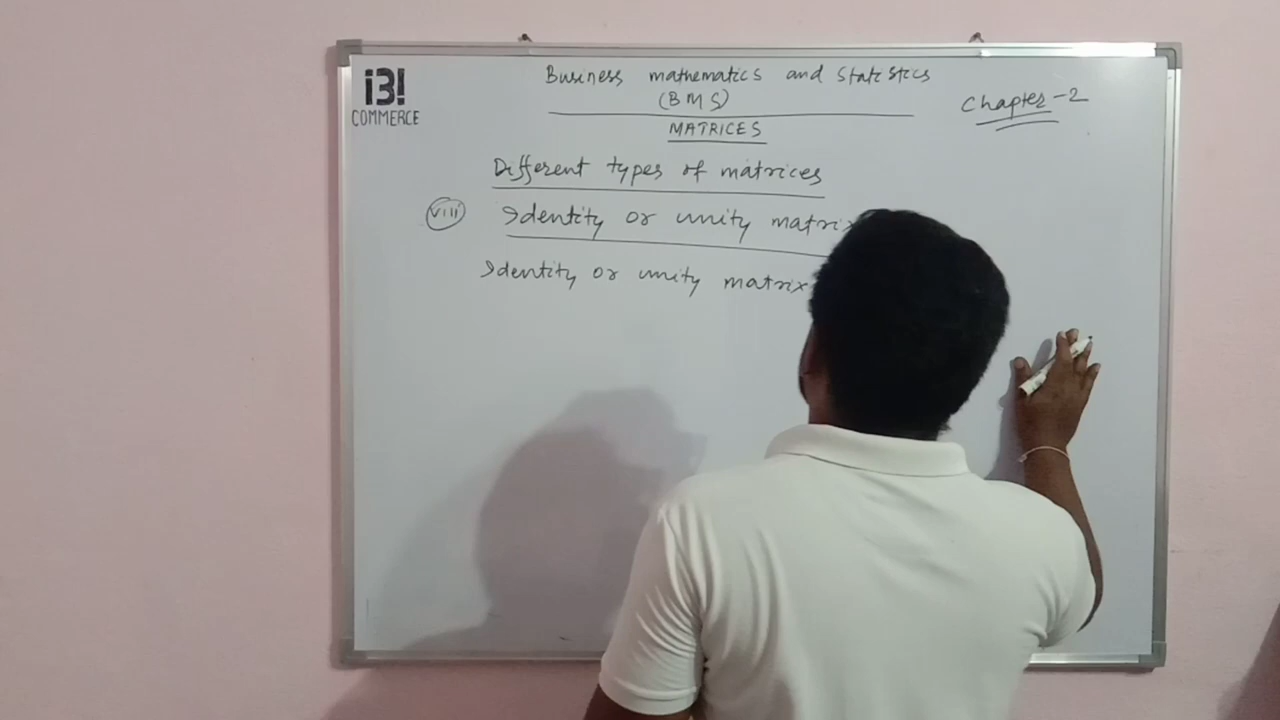 i3!
COMMERCE
Business mathematics and statistics
(BMS)
Chapter-2
MATRICES
Different types of matrices
viii Identity or unity matrix
Identity or unity matrix